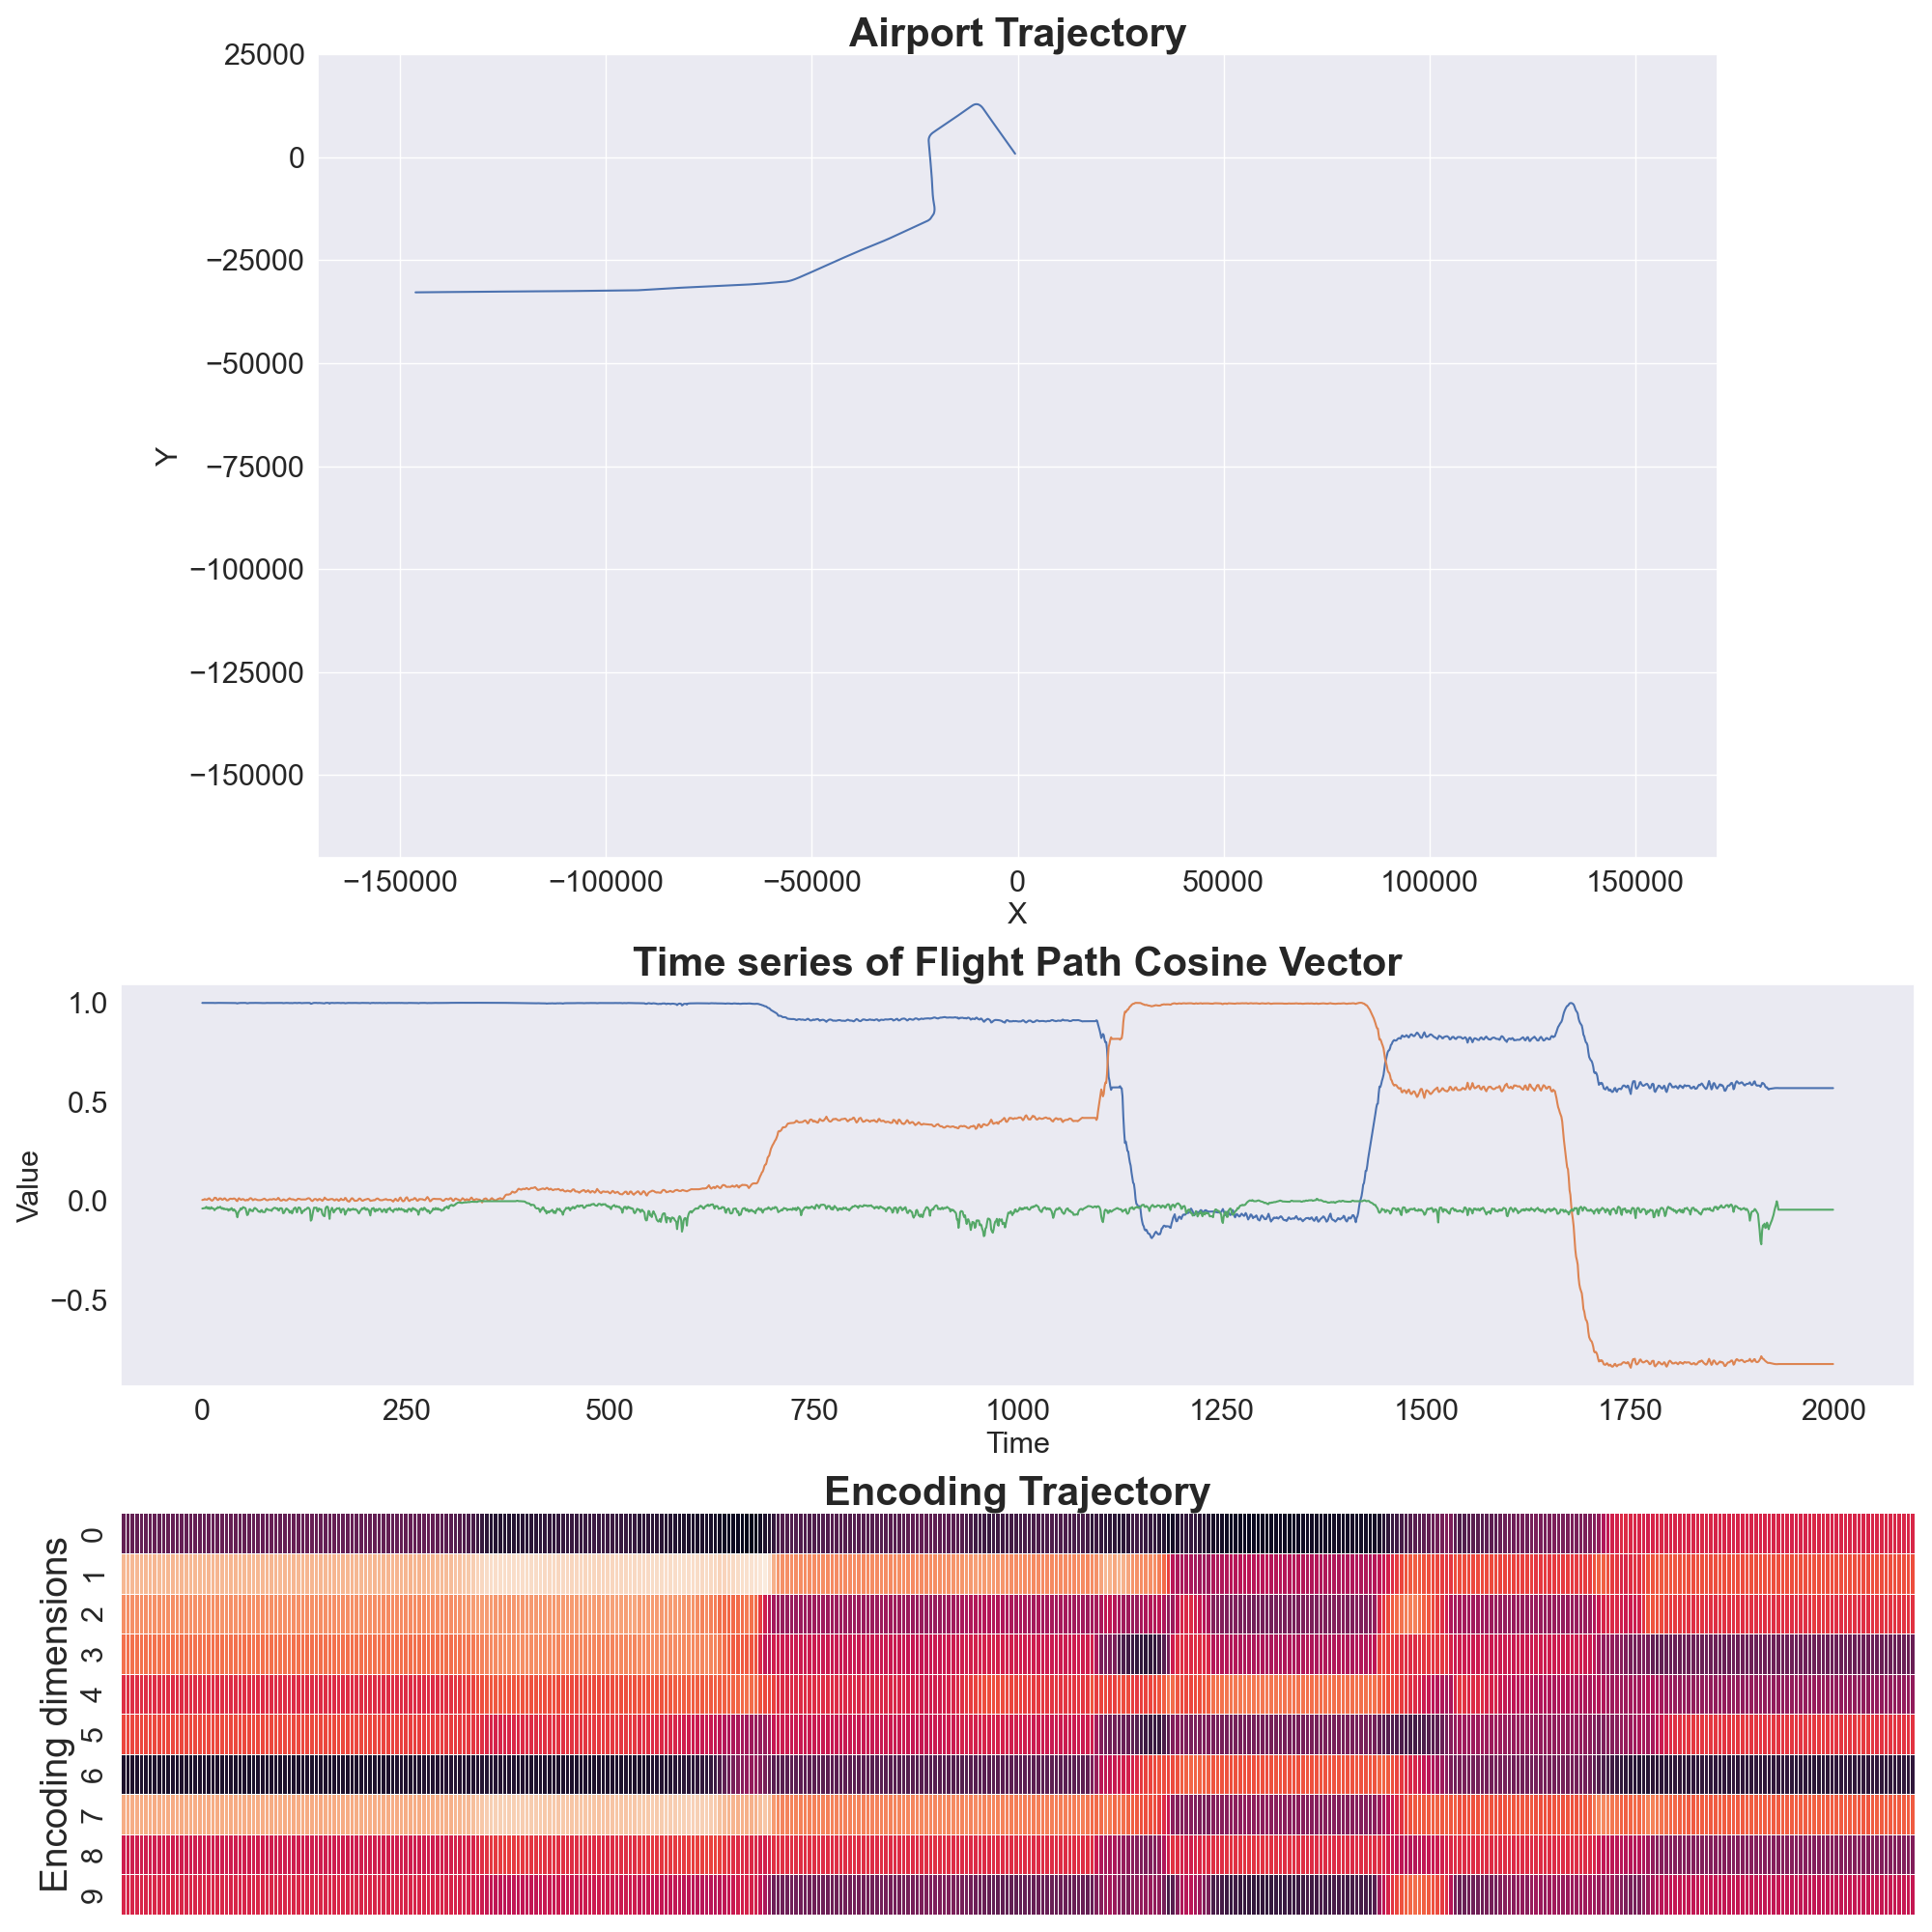 Airport Trajectory
25000
0
−25000
−50000
−75000
−100000
−125000
−150000
Y
−150000 −100000 −50000 0 50000 100000 150000
X
Time series of Flight Path Cosine Vector
1.0
0.5
0.0
−0.5
Value
0 250 500 750 1000 1250 1500 1750 2000
Time
Encoding Trajectory
Encoding dimensions
0
1
2
3
4
5
6
7
8
9